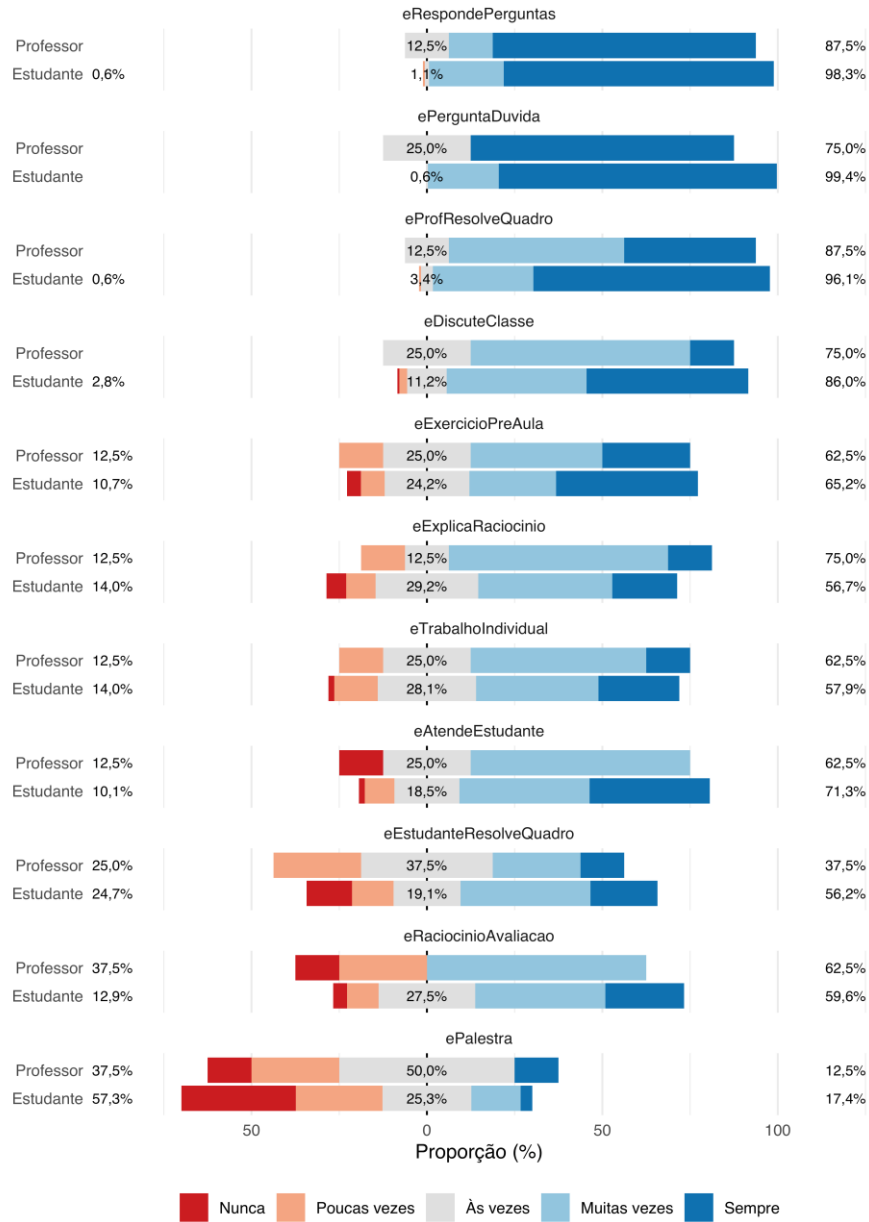 eRespondePerguntas
Professor 12,5% 87,5%
Estudante 0,6% 1,1% 98,3%
ePerguntaDuvida
Professor 25,0% 75,0%
Estudante 0,6% 99,4%
eProfResolveQuadro
Professor 12,5% 87,5%
Estudante 0,6% 3,4% 96,1%
eDiscuteClasse
Professor 25,0% 75,0%
Estudante 2,8% 11,2% 86,0%
eExercicioPreAula
Professor 12,5% 25,0% 62,5%
Estudante 10,7% 24,2% 65,2%
eExplicaRaciocinio
Professor 12,5% 12,5% 75,0%
Estudante 14,0% 29,2% 56,7%
eTrabalhoIndividual
Professor 12,5% 25,0% 62,5%
Estudante 14,0% 28,1% 57,9%
eAtendeEstudante
Professor 12,5% 25,0% 62,5%
Estudante 10,1% 18,5% 71,3%
eEstudanteResolveQuadro
Professor 25,0% 37,5% 37,5%
Estudante 24,7% 19,1% 56,2%
eRaciocinioAvaliacao
Professor 37,5% 62,5%
Estudante 12,9% 27,5% 59,6%
ePalestra
Professor 37,5% 50,0% 12,5%
Estudante 57,3% 25,3% 17,4%
50 0 50 100
Proporção (%)
Nunca Poucas vezes Às vezes Muitas vezes Sempre